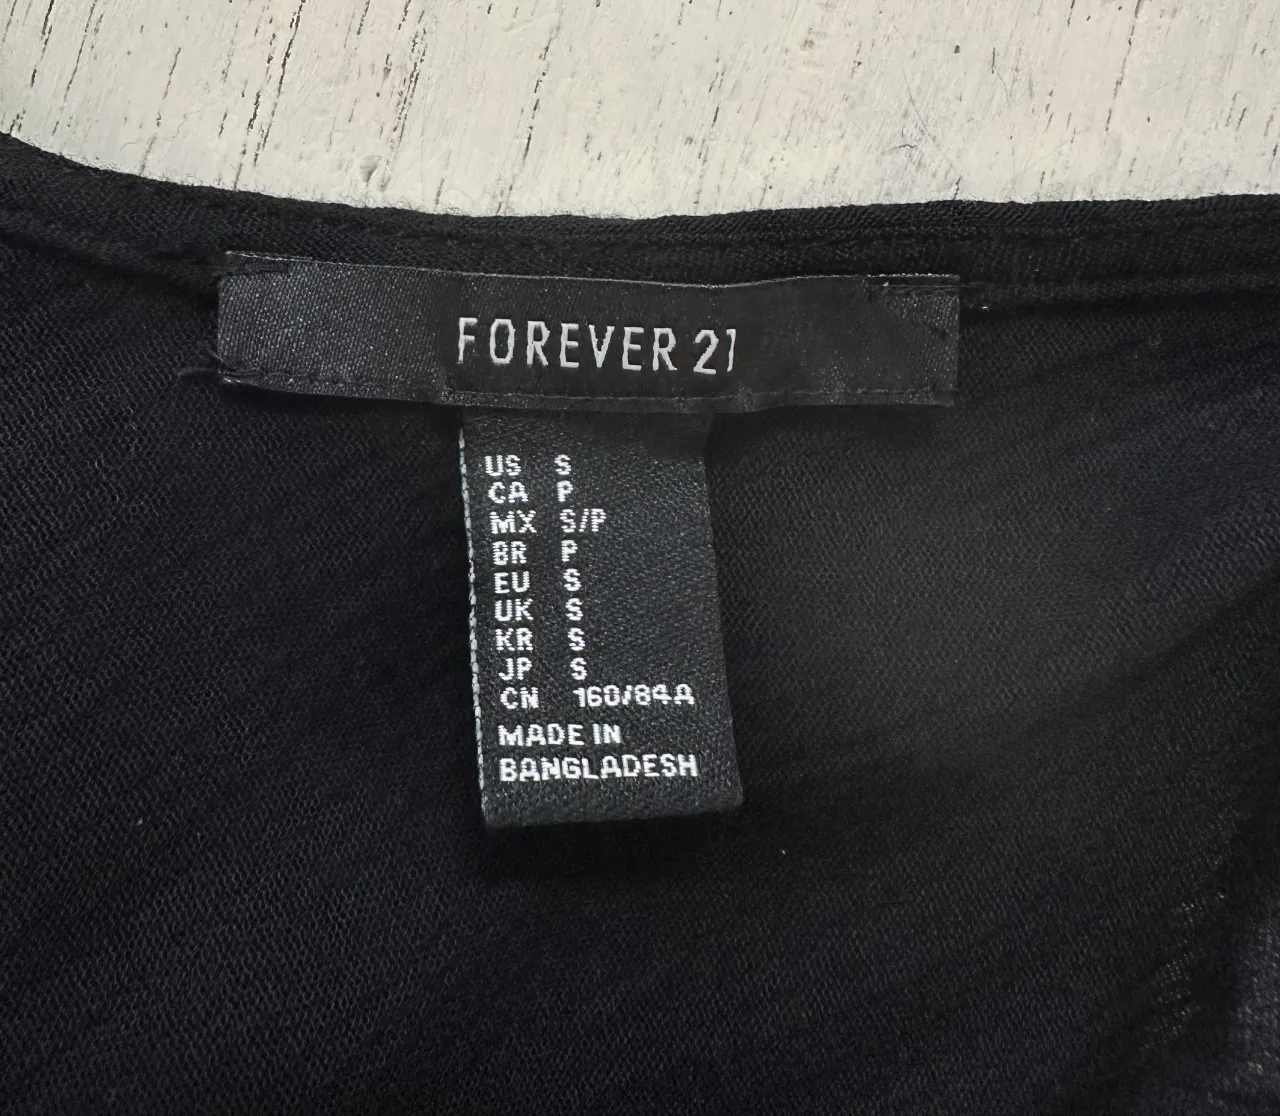 FOREVER 21
US S
CA P
MX S/P
BR P
EU S
UK S
KR S
JP S
CN 160/84A
MADE IN
BANGLADESH